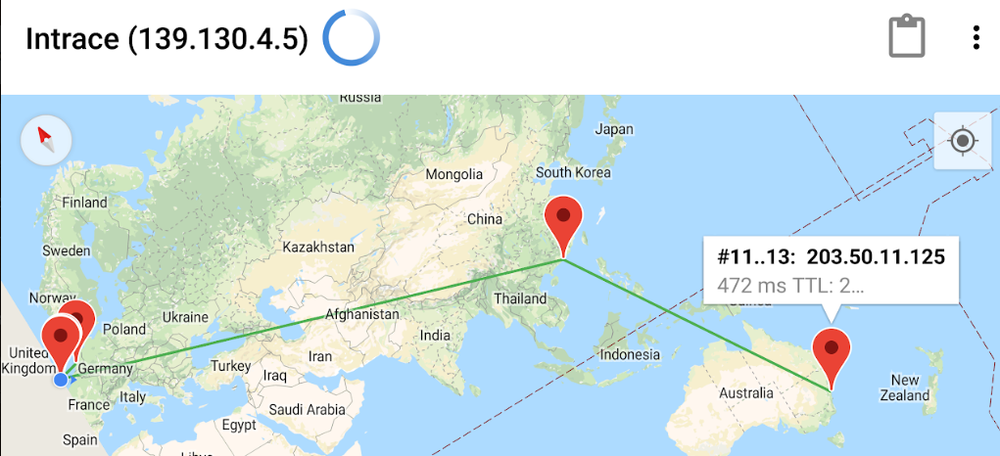 Intrace (139.130.4.5)
Russia
Japan
Mongolia
South Korea
Finland
China
Sweden
Kazakhstan
#11..13: 203.50.11.125
472 ms TTL: 2...
Norway
Thailand
Poland
Ukraine
Afghanistan
India
United
Kingdom
Germany
Iran
Indonesia
Turkey
Iraq
New
Zealand
Australia
France
Italy
Saudi Arabia
Egypt
Spain